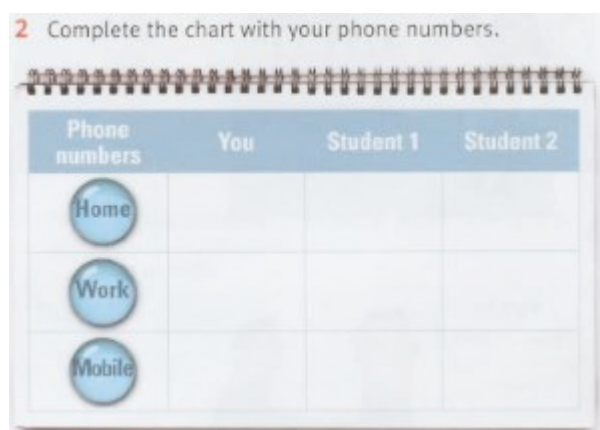 2 Complete the chart with your phone numbers.
Phone numbers You Student 1 Student 2
Home
Work
Mobile